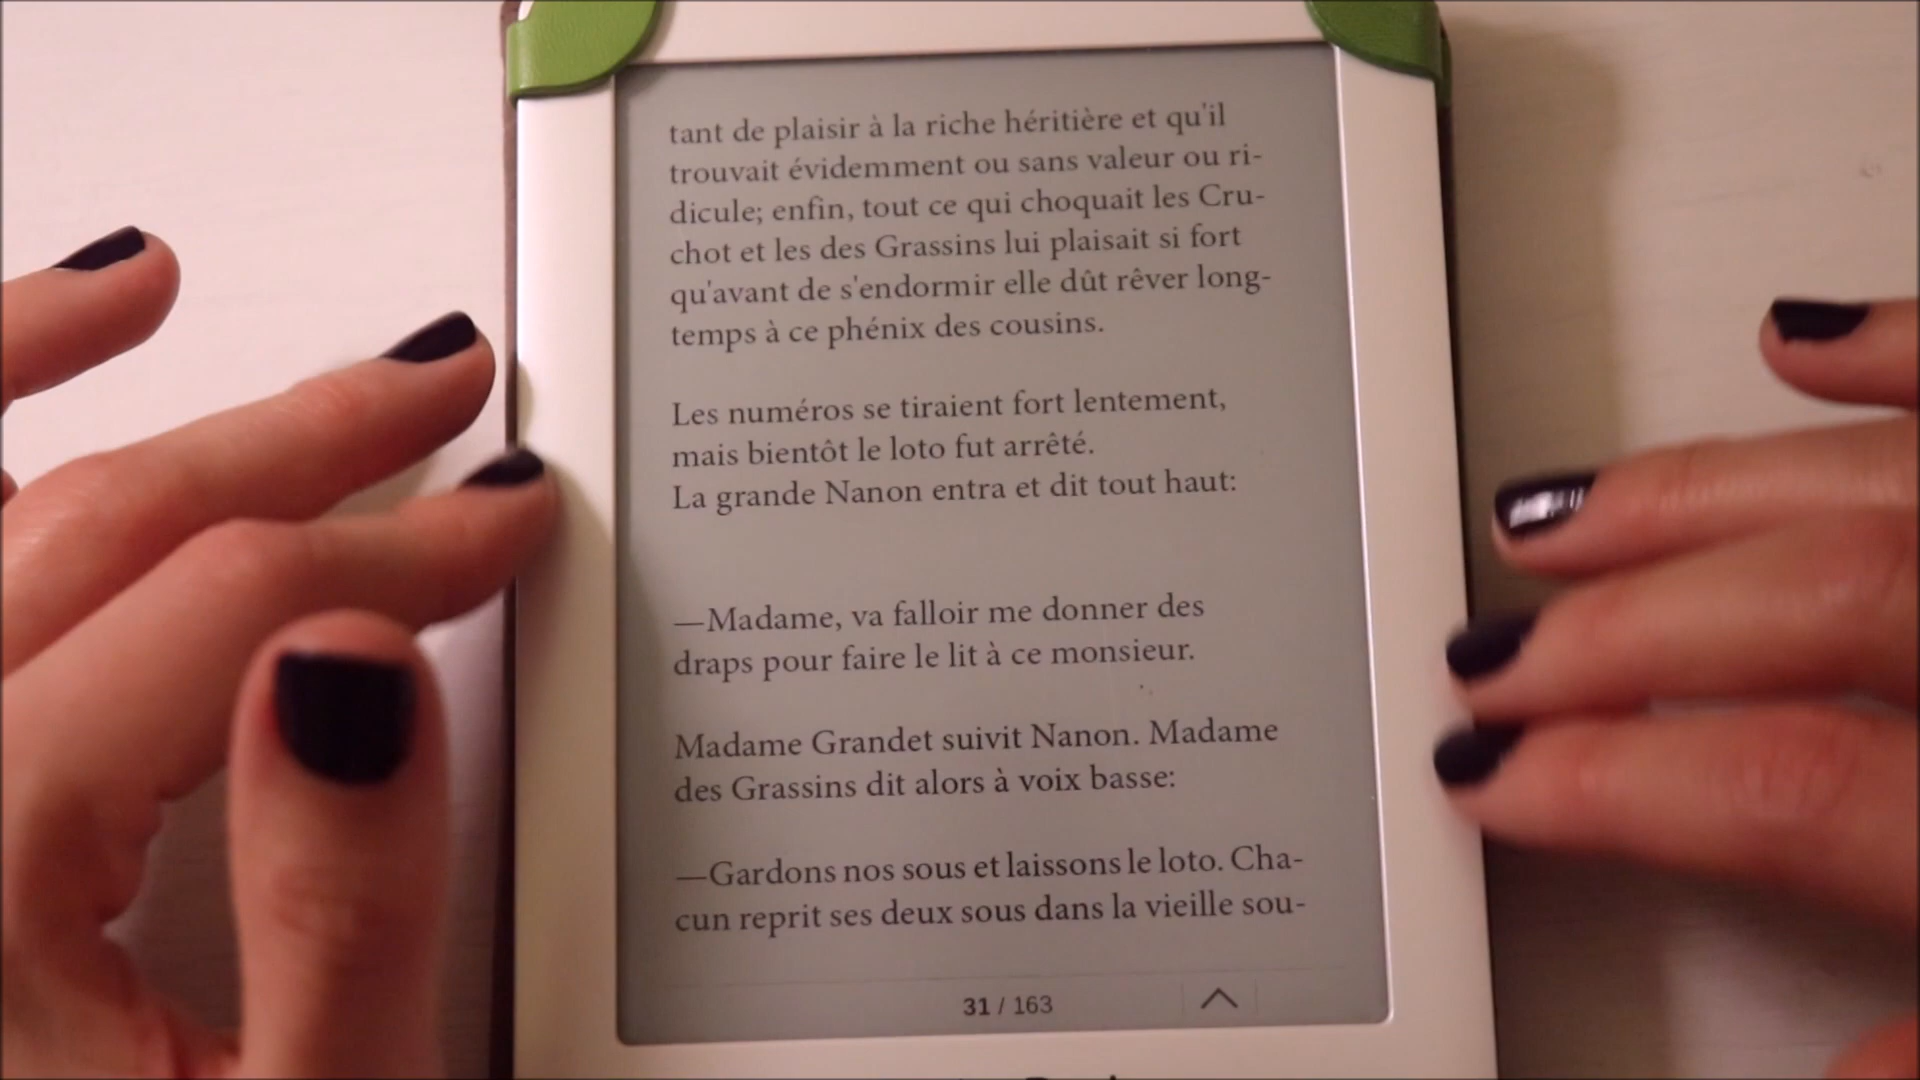 tant de plaisir à la riche héritière et qu'il
trouvait évidemment ou sans valeur ou ri-
dicule; enfin, tout ce qui choquait les Cru-
chot et les des Grassins lui plaisait si fort
qu'avant de s'endormir elle dût rêver long-
temps à ce phénix des cousins.
Les numéros se tiraient fort lentement,
mais bientôt le loto fut arrêté.
La grande Nanon entra et dit tout haut:
—Madame, va falloir me donner des
draps pour faire le lit à ce monsieur.
Madame Grandet suivit Nanon. Madame
des Grassins dit alors à voix basse:
—Gardons nos sous et laissons le loto. Cha-
cun reprit ses deux sous dans la vieille sou-
31 / 163